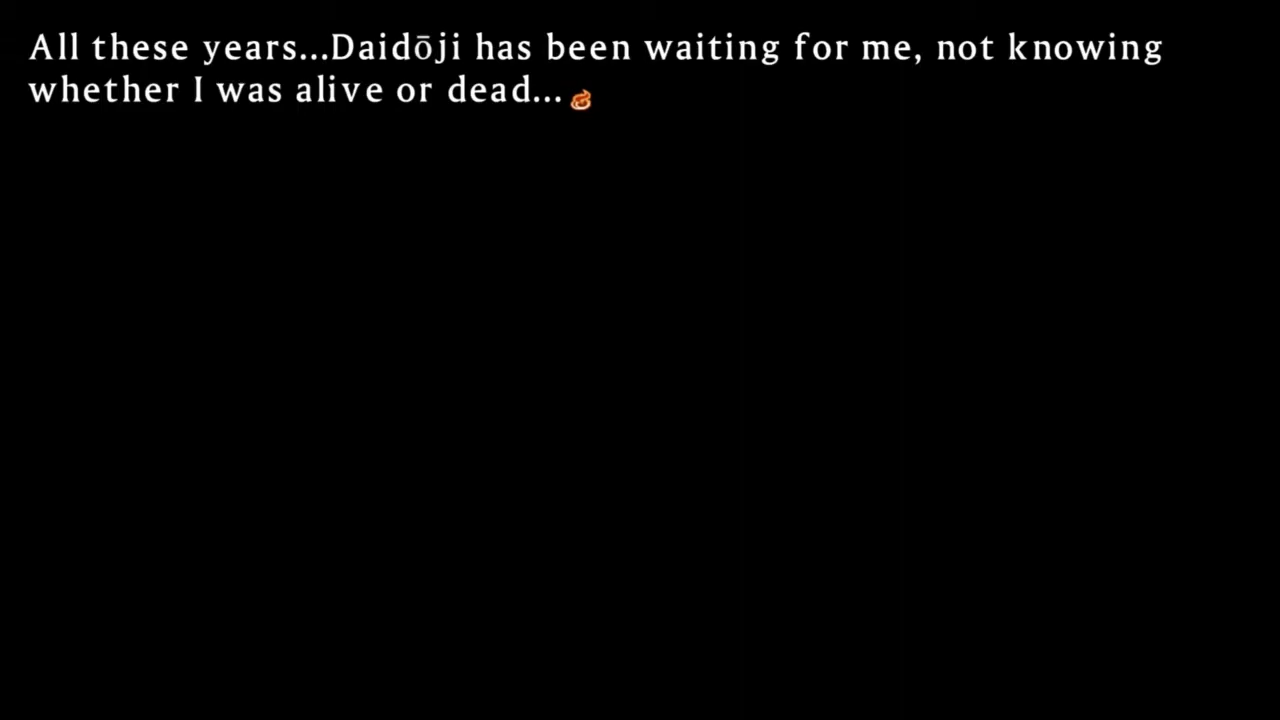 All these years...Daidōji has been waiting for me, not knowing
whether I was alive or dead...